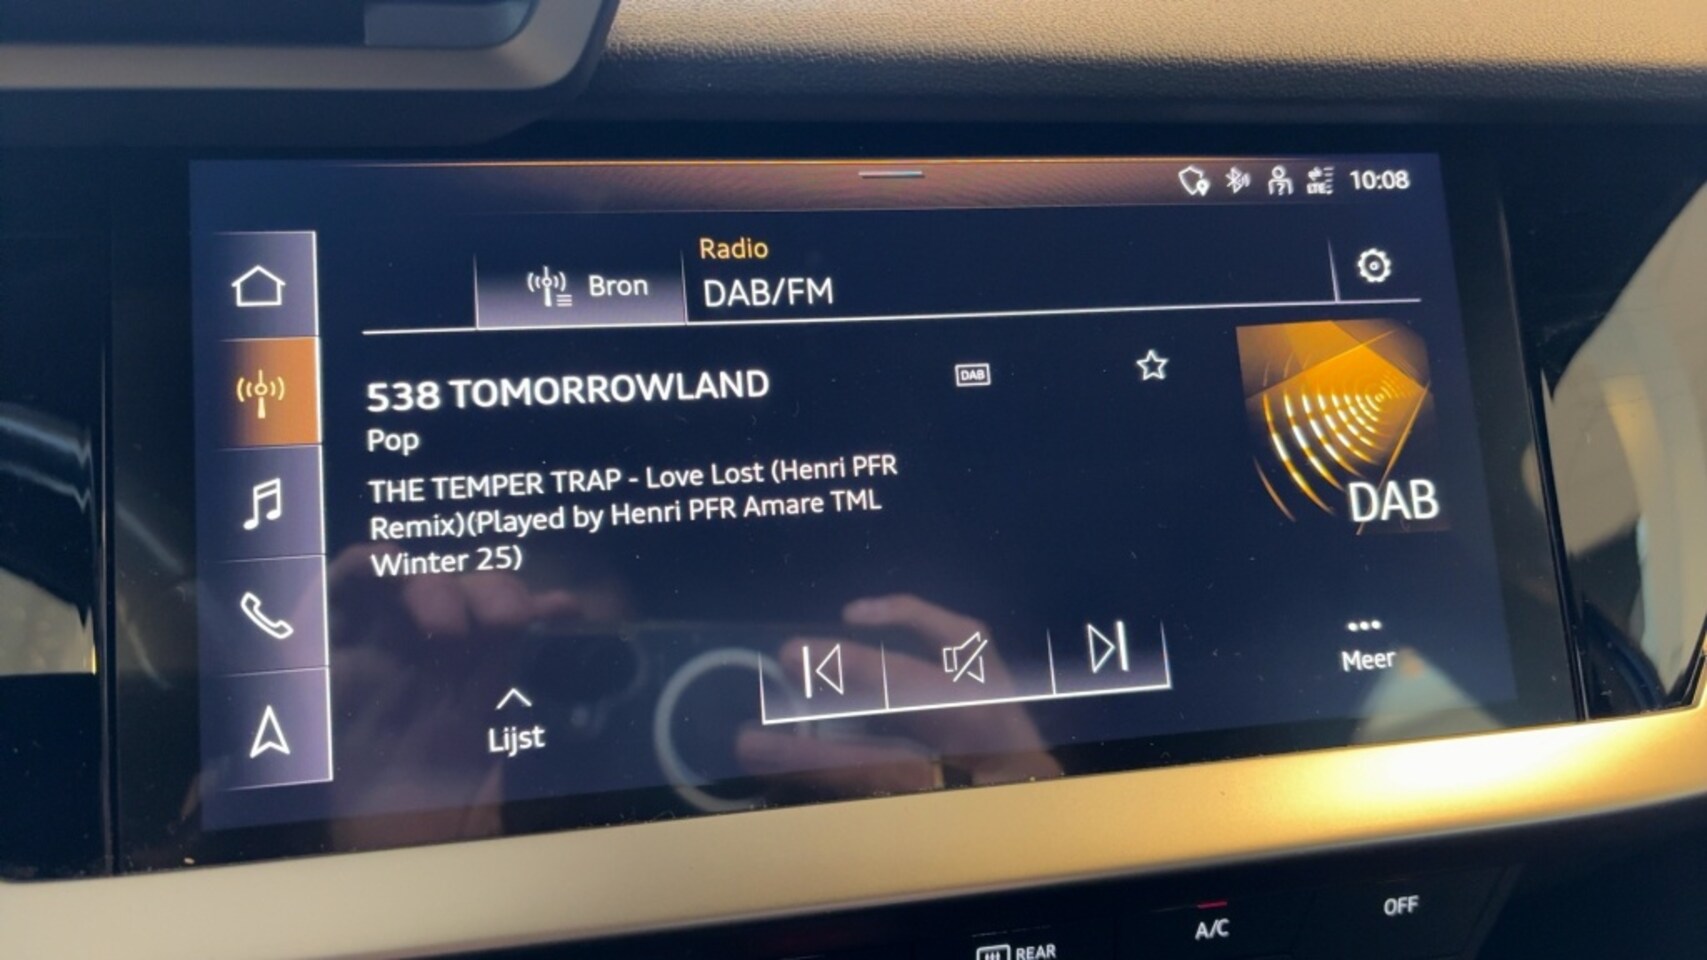 LTE
10:08
Radio
Bron
DAB/FM
538 TOMORROWLAND
DAB
Pop
THE TEMPER TRAP - Love Lost (Henri PFR
Remix)(Played by Henri PFR Amare TML
Winter 25)
DAB
Meer
Lijst
OFF
A/C
REAR